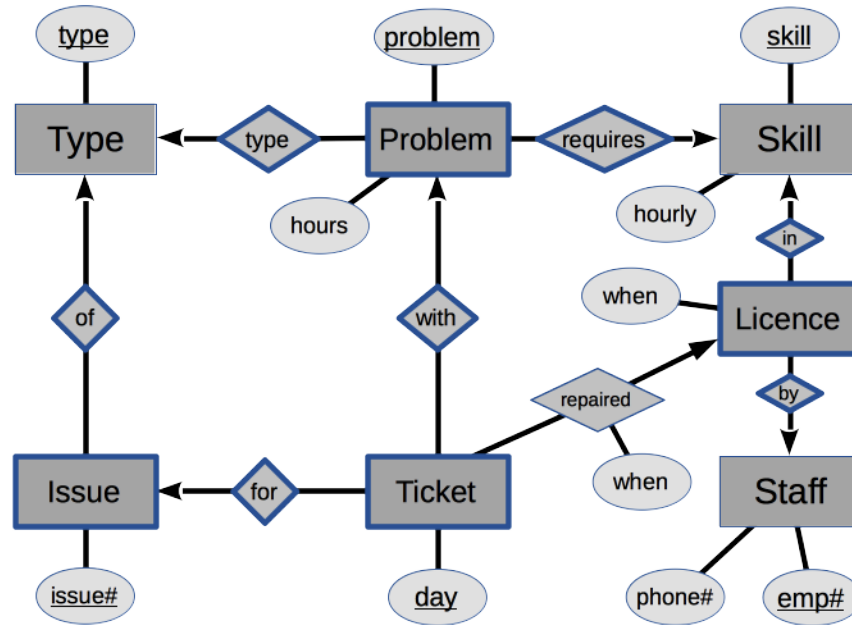 type
problem
skill
Type
type
Problem
requires
Skill
hours
hourly
in
when
Licence
of
with
repaired
by
Issue
for
Ticket
when
Staff
issue#
day
phone#
emp#